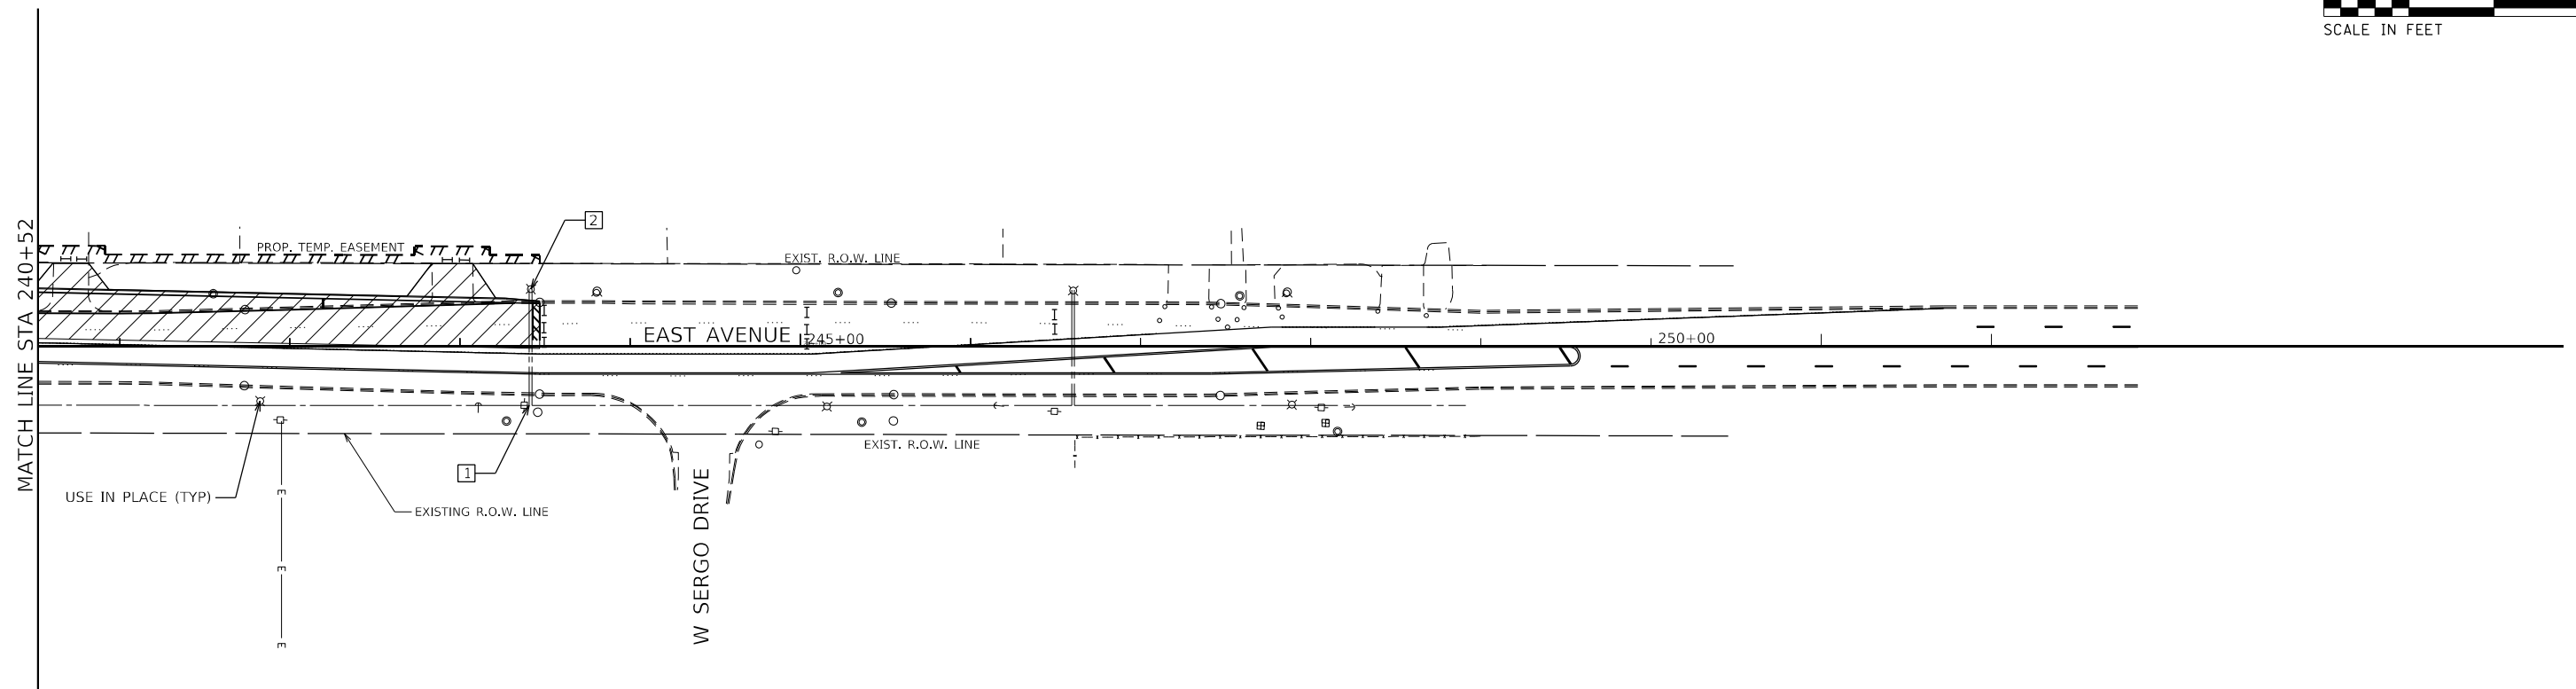 SCALE IN FEET
2
PROP. TEMP. EASEMENT
EXIST. R.O.W. LINE
MATCH LINE STA 240+52
EAST AVENUE
245+00
250+00
EXIST. R.O.W. LINE
1
USE IN PLACE (TYP)
EXISTING R.O.W. LINE
W SERGO DRIVE
E
E
E